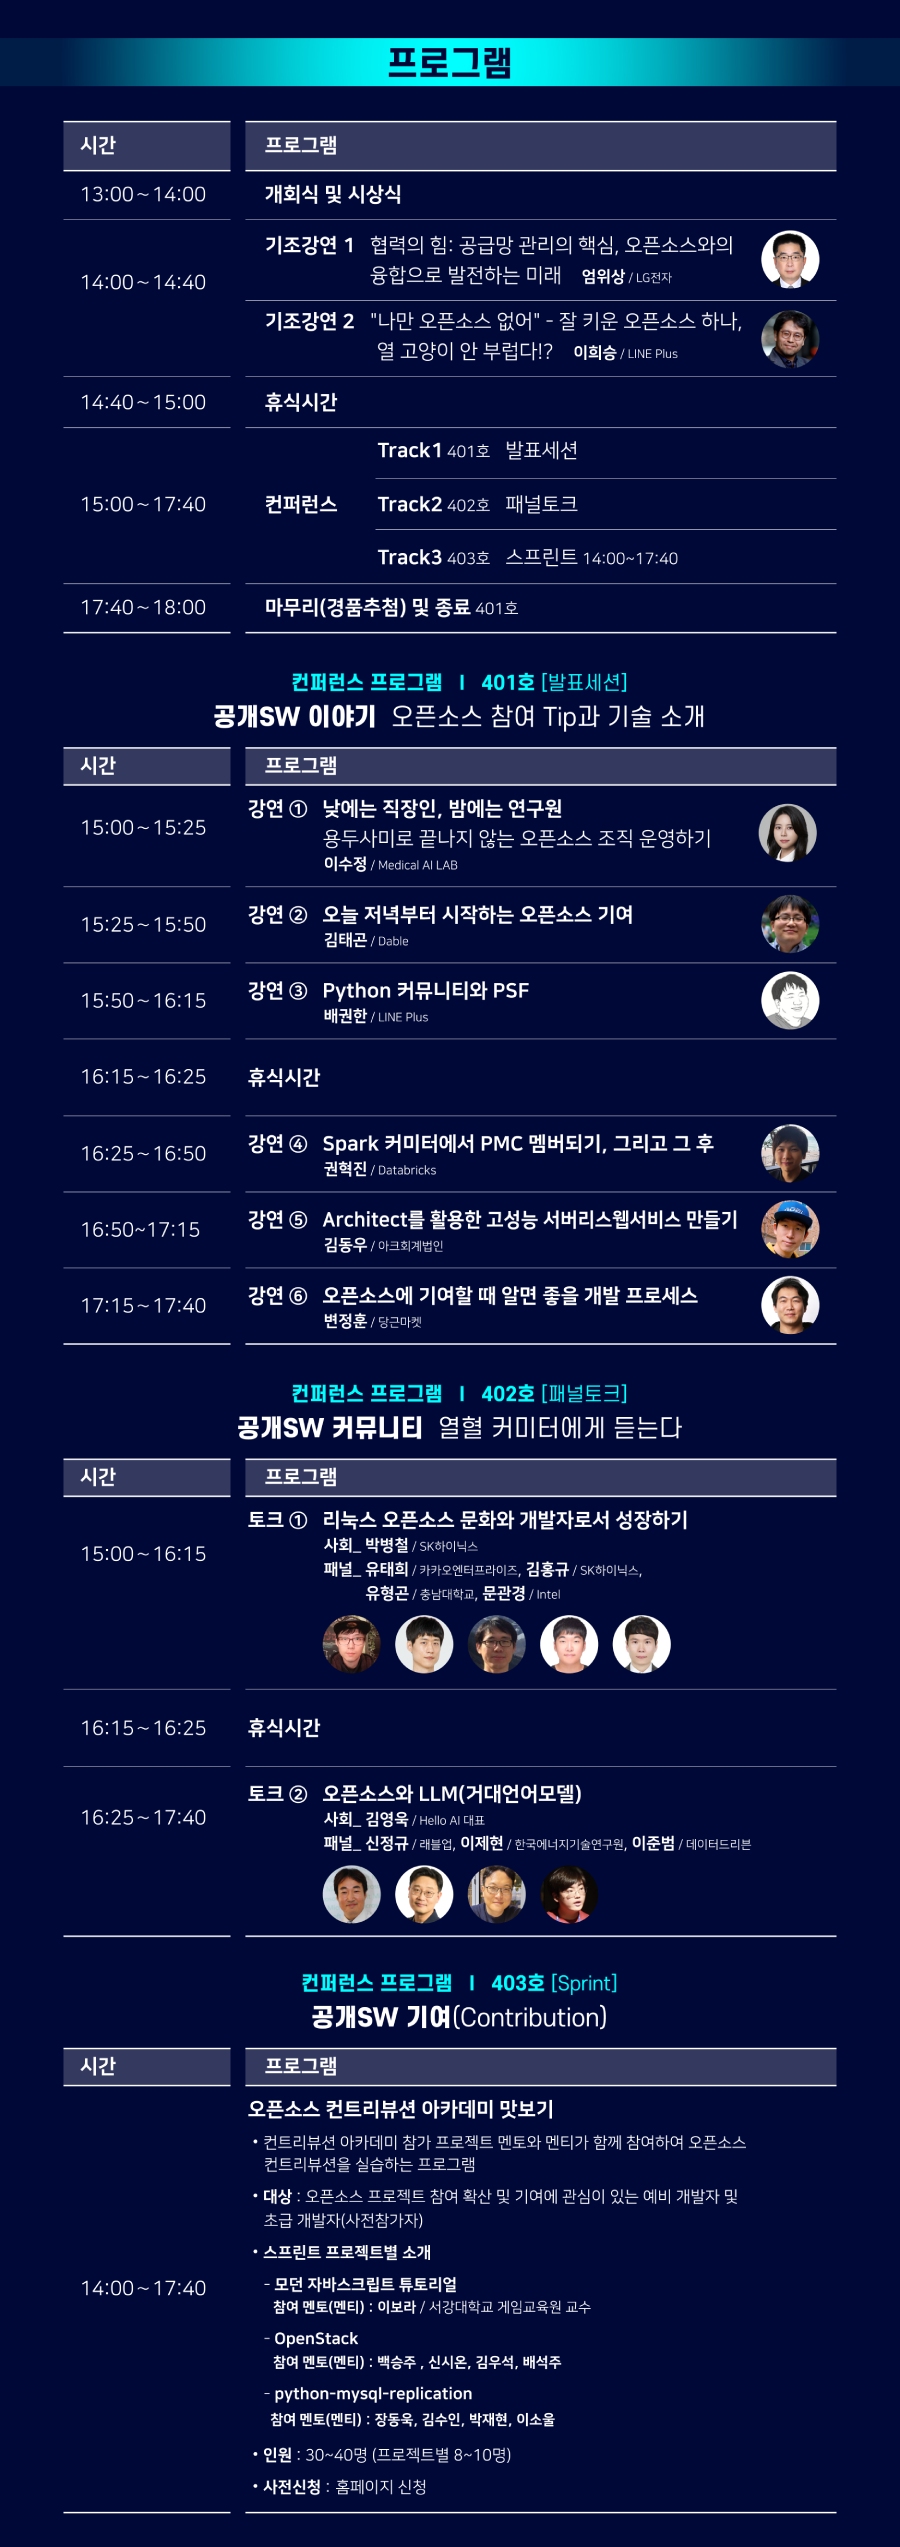 프로그램
시간 프로그램
13:00~14:00 개회식 및 시상식
14:00~14:40
기조강연 1 협력의 힘: 공급망 관리의 핵심, 오픈소스와의
융합으로 발전하는 미래 엄위상 / LG전자
기조강연 2 "나만 오픈소스 없어" - 잘 키운 오픈소스 하나,
열 고양이 안 부럽다!? 이희승 / LINE Plus
14:40~15:00 휴식시간
15:00~17:40 컨퍼런스
Track1 401호 발표세션
Track2 402호 패널토크
Track3 403호 스프린트 14:00~17:40
17:40~18:00 마무리(경품추첨) 및 종료 401호
컨퍼런스 프로그램 I 401호 [발표세션]
공개SW 이야기 오픈소스 참여 Tip과 기술 소개
시간 프로그램
15:00~15:25
강연 ① 낮에는 직장인, 밤에는 연구원
용두사미로 끝나지 않는 오픈소스 조직 운영하기
이수정 / Medical AI LAB
15:25~15:50
강연 ② 오늘 저녁부터 시작하는 오픈소스 기여
김태곤 / Dable
15:50~16:15
강연 ③ Python 커뮤니티와 PSF
배권한 / LINE Plus
16:15~16:25 휴식시간
16:25~16:50
강연 ④ Spark 커미터에서 PMC 멤버되기, 그리고 그 후
권혁진 / Databricks
16:50~17:15
강연 ⑤ Architect를 활용한 고성능 서버리스웹서비스 만들기
김동우 / 아크회계법인
17:15~17:40
강연 ⑥ 오픈소스에 기여할 때 알면 좋을 개발 프로세스
변정훈 / 당근마켓
컨퍼런스 프로그램 I 402호 [패널토크]
공개SW 커뮤니티 열혈 커미터에게 듣는다
시간 프로그램
15:00~16:15
토크 ① 리눅스 오픈소스 문화와 개발자로서 성장하기
사회_ 박병철 / SK하이닉스
패널_ 유태희 / 카카오엔터프라이즈, 김홍규 / SK하이닉스,
유형곤 / 충남대학교, 문관경 / Intel
16:15~16:25 휴식시간
16:25~17:40
토크 ② 오픈소스와 LLM(거대언어모델)
사회_ 김영욱 / Hello AI 대표
패널_ 신정규 / 래블업, 이제현 / 한국에너지기술연구원, 이준범 / 데이터드리븐
컨퍼런스 프로그램 I 403호 [Sprint]
공개SW 기여(Contribution)
시간 프로그램
14:00~17:40
오픈소스 컨트리뷰션 아카데미 맛보기
• 컨트리뷰션 아카데미 참가 프로젝트 멘토와 멘티가 함께 참여하여 오픈소스
컨트리뷰션을 실습하는 프로그램
• 대상 : 오픈소스 프로젝트 참여 확산 및 기여에 관심이 있는 예비 개발자 및
초급 개발자(사전참가자)
• 스프린트 프로젝트별 소개
- 모던 자바스크립트 튜토리얼
참여 멘토(멘티) : 이보라 / 서강대학교 게임교육원 교수
- OpenStack
참여 멘토(멘티) : 백승주 , 신시온, 김우석, 배석주
- python-mysql-replication
참여 멘토(멘티) : 장동욱, 김수인, 박재현, 이소울
• 인원 : 30~40명 (프로젝트별 8~10명)
• 사전신청 : 홈페이지 신청